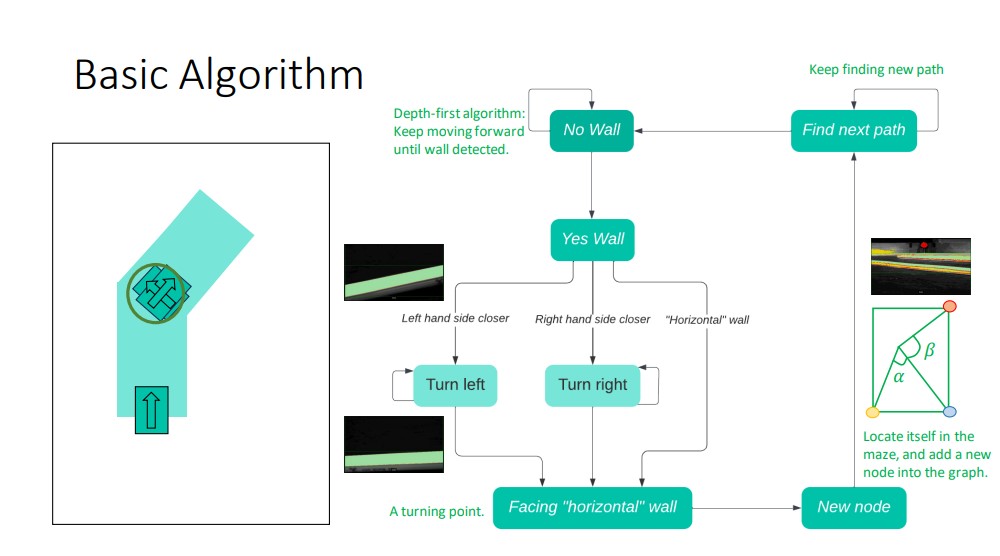 Basic Algorithm
Keep finding new path
Depth-first algorithm:
Keep moving forward
until wall detected.
No Wall
Find next path
Yes Wall
Left hand side closer
Right hand side closer
"Horizontal" wall
β
α
Turn left
Turn right
Locate itself in the
maze, and add a new
node into the graph.
A turning point.
Facing "horizontal" wall
New node